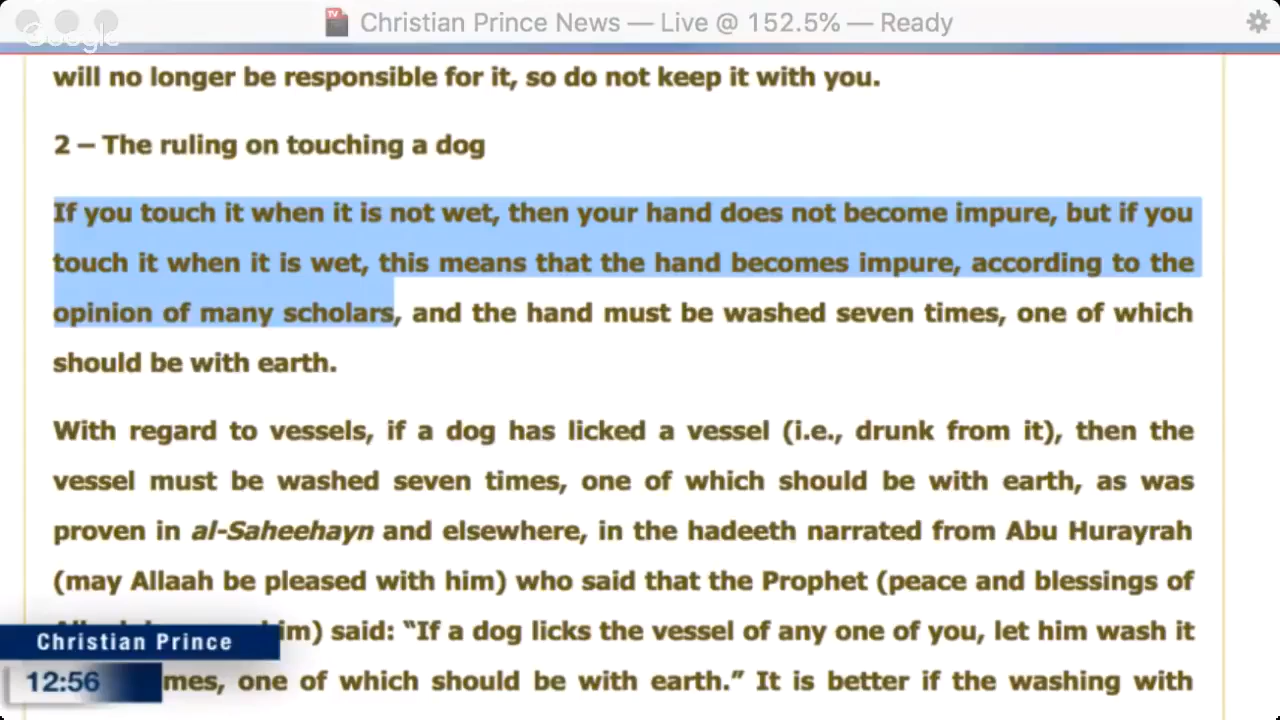 Christian Prince News — Live @ 152.5% — Ready
Google
will no longer be responsible for it, so do not keep it with you.
2 – The ruling on touching a dog
If you touch it when it is not wet, then your hand does not become impure, but if you
touch it when it is wet, this means that the hand becomes impure, according to the
opinion of many scholars, and the hand must be washed seven times, one of which
should be with earth.
With regard to vessels, if a dog has licked a vessel (i.e., drunk from it), then the
vessel must be washed seven times, one of which should be with earth, as was
proven in al-Saheehayn and elsewhere, in the hadeeth narrated from Abu Hurayrah
(may Allaah be pleased with him) who said that the Prophet (peace and blessings of
im) said: “If a dog licks the vessel of any one of you, let him wash it
mes, one of which should be with earth.” It is better if the washing with
Christian Prince
12:56